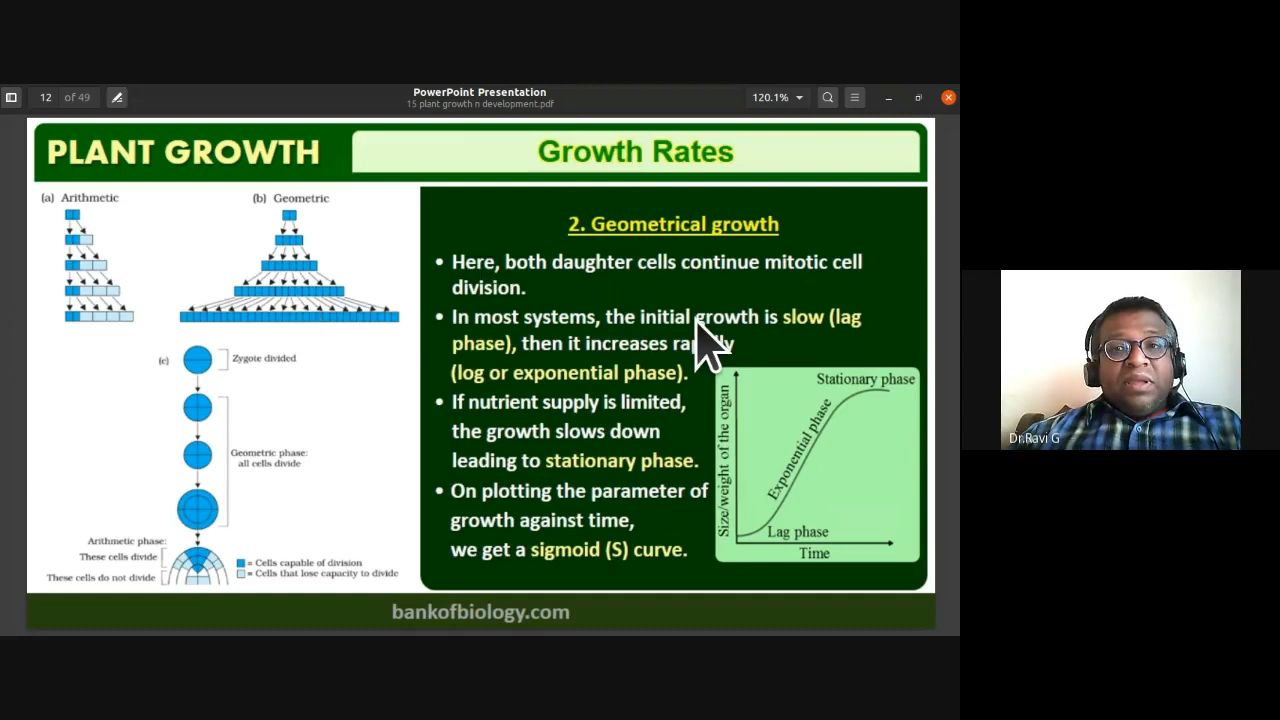 PowerPoint Presentation
12 of 49
15 plant growth n development.pdf
120.1%
PLANT GROWTH
Growth Rates
(a) Arithmetic
(b) Geometric
(c)
Zygote divided
Geometric phase:
all cells divide
Arithmetic phase:
These cells divide
These cells do not divide
= Cells capable of division
= Cells that lose capacity to divide
2. Geometrical growth
• Here, both daughter cells continue mitotic cell
division.
• In most systems, the initial growth is slow (lag
phase), then it increases
(log or exponential phase).
• If nutrient supply is limited,
the growth slows down
leading to stationary phase.
• On plotting the parameter of
growth against time,
we get a sigmoid (S) curve.
Size/weight of the organ
Stationary phase
Exponential phase
Lag phase
Time
bankofbiology.com
Dr.Ravi G